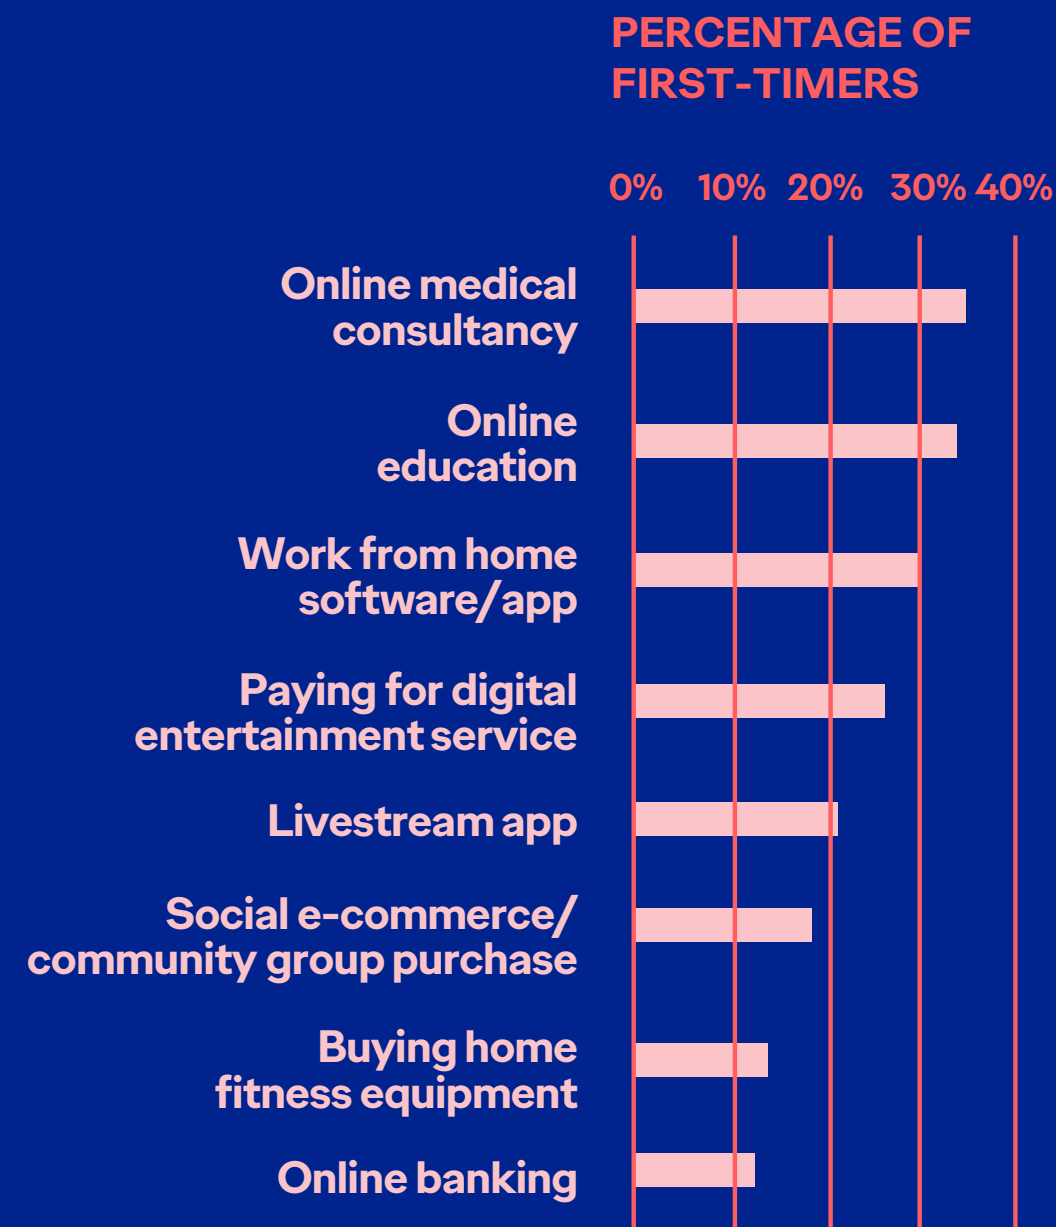 PERCENTAGE OF
FIRST-TIMERS
0% 10% 20% 30% 40%
Online medical
consultancy
Online
education
Work from home
software/app
Paying for digital
entertainment service
Livestream app
Social e-commerce/
community group purchase
Buying home
fitness equipment
Online banking